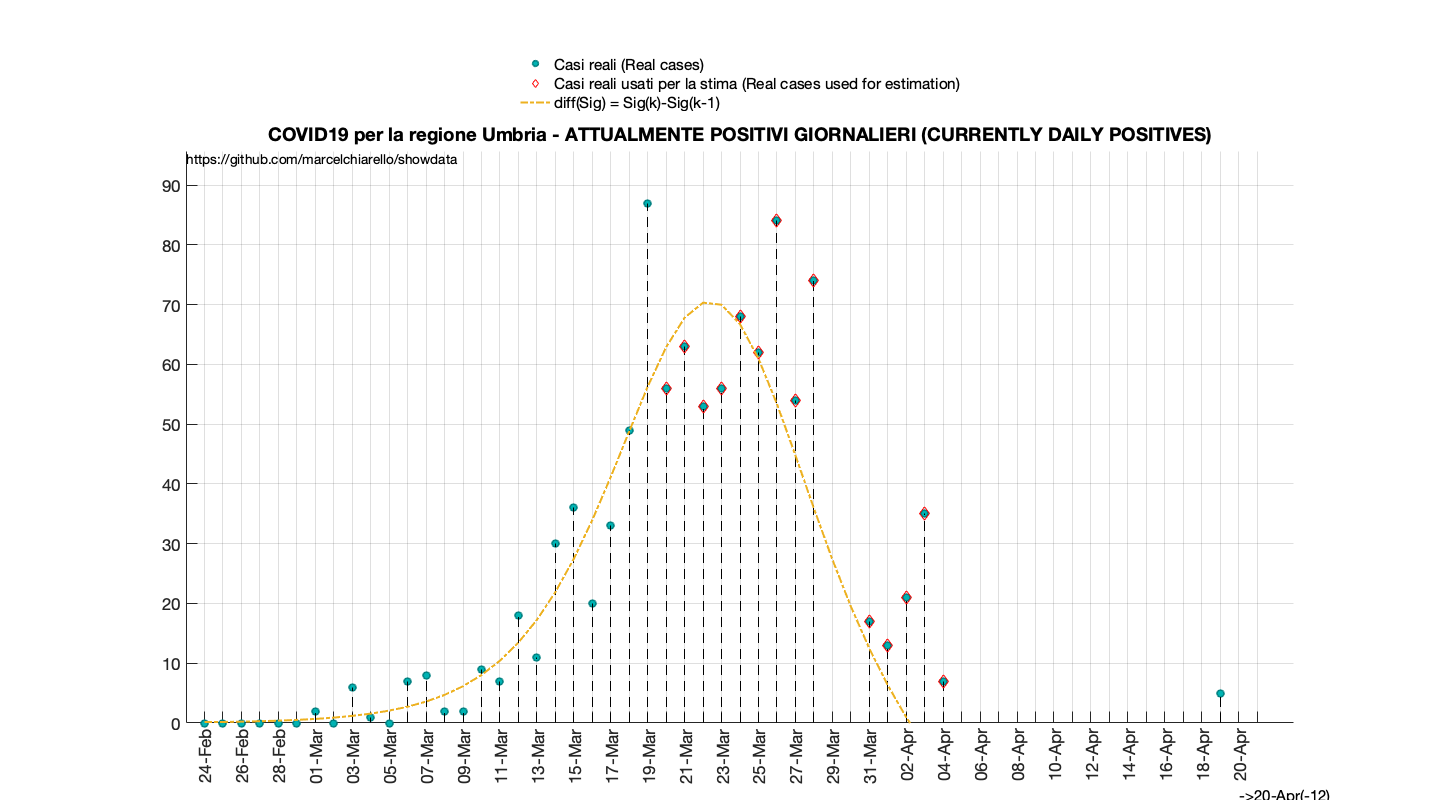 Casi reali (Real cases)
Casi reali usati per la stima (Real cases used for estimation)
diff(Sig) = Sig(k)-Sig(k-1)
COVID19 per la regione Umbria - ATTUALMENTE POSITIVI GIORNALIERI (CURRENTLY DAILY POSITIVES)
https://github.com/marcelchiarello/showdata
90
80
70
60
50
40
30
20
10
0
24-Feb
26-Feb
28-Feb
01-Mar
03-Mar
05-Mar
07-Mar
09-Mar
11-Mar
13-Mar
15-Mar
17-Mar
19-Mar
21-Mar
23-Mar
25-Mar
27-Mar
29-Mar
31-Mar
02-Apr
04-Apr
06-Apr
08-Apr
10-Apr
12-Apr
14-Apr
16-Apr
18-Apr
20-Apr
->20-Apr(-12)